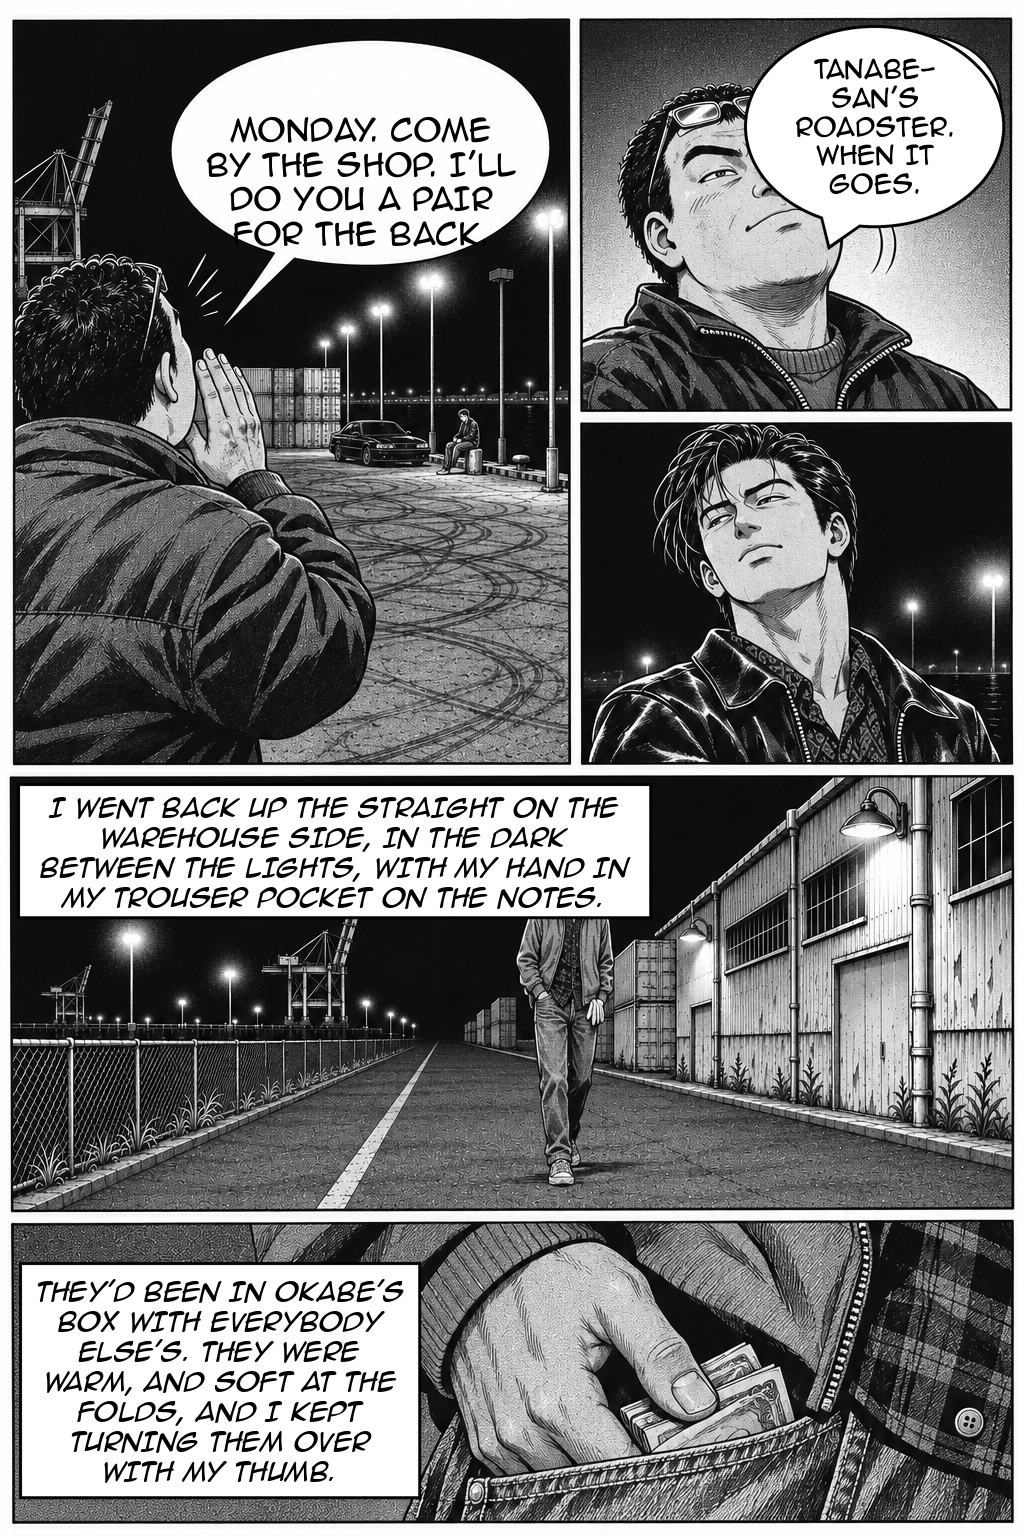 MONDAY. COME
BY THE SHOP. I'LL
DO YOU A PAIR
FOR THE BACK.
TANABE-
SAN'S
ROADSTER.
WHEN IT
GOES.
I WENT BACK UP THE STRAIGHT ON THE
WAREHOUSE SIDE, IN THE DARK
BETWEEN THE LIGHTS, WITH MY HAND IN
MY TROUSER POCKET ON THE NOTES.
THEY'D BEEN IN OKABE'S
BOX WITH EVERYBODY
ELSE'S. THEY WERE
WARM, AND SOFT AT THE
FOLDS, AND I KEPT
TURNING THEM OVER
WITH MY THUMB.